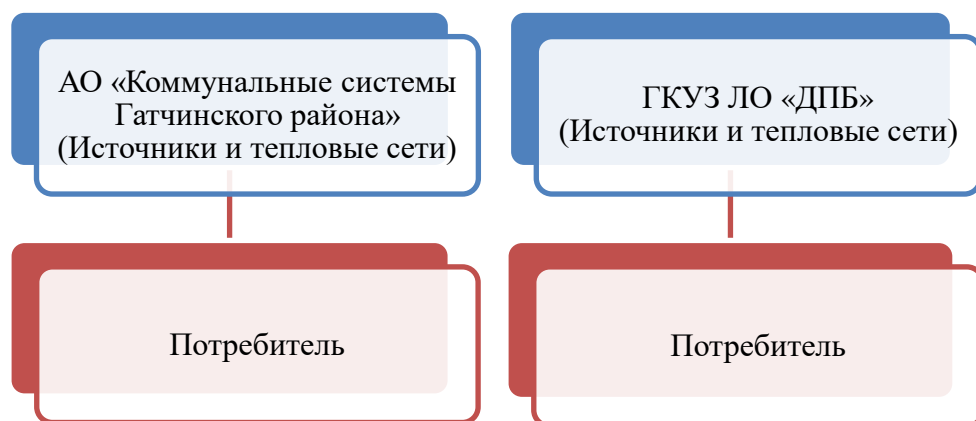 АО «Коммунальные системы
Гатчинского района»
(Источники и тепловые сети)
ГКУЗ ЛО «ДПБ»
(Источники и тепловые сети)
Потребитель
Потребитель